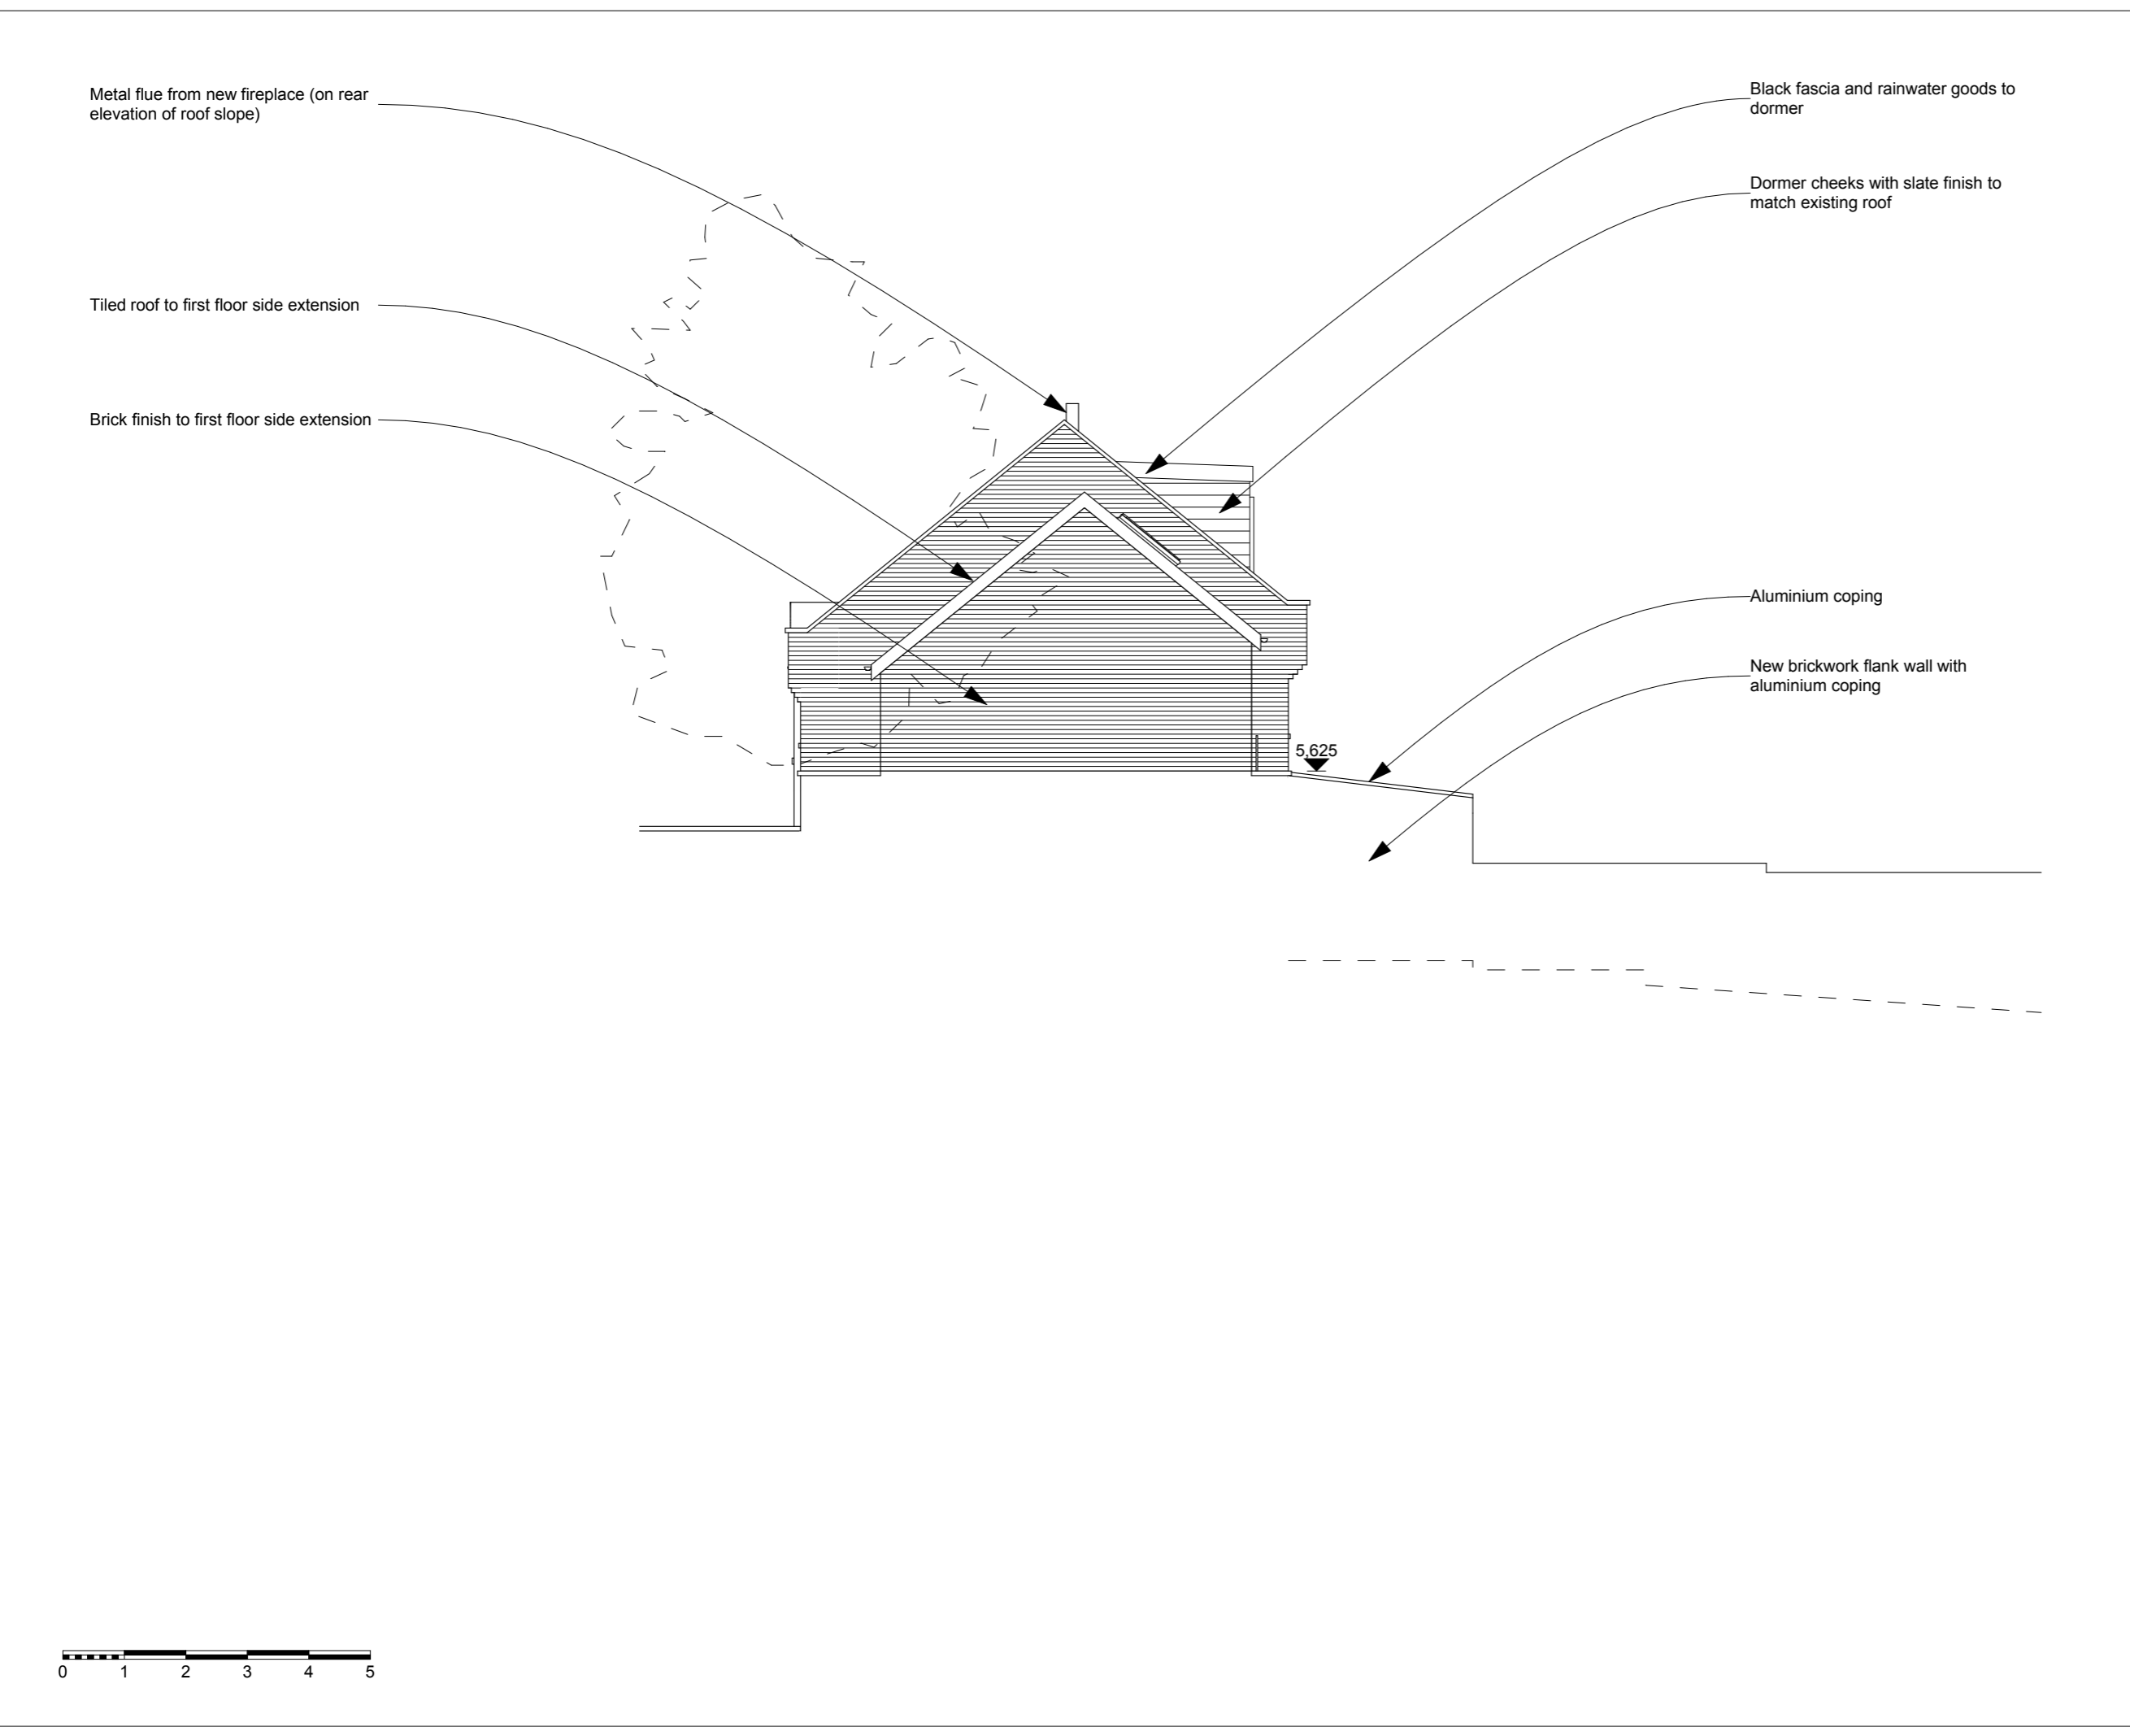 Metal flue from new fireplace (on rear
elevation of roof slope)
Tiled roof to first floor side extension
Brick finish to first floor side extension
Black fascia and rainwater goods to
dormer
Dormer cheeks with slate finish to
match existing roof
Aluminium coping
New brickwork flank wall with
aluminium coping
5,625
0 1 2 3 4 5